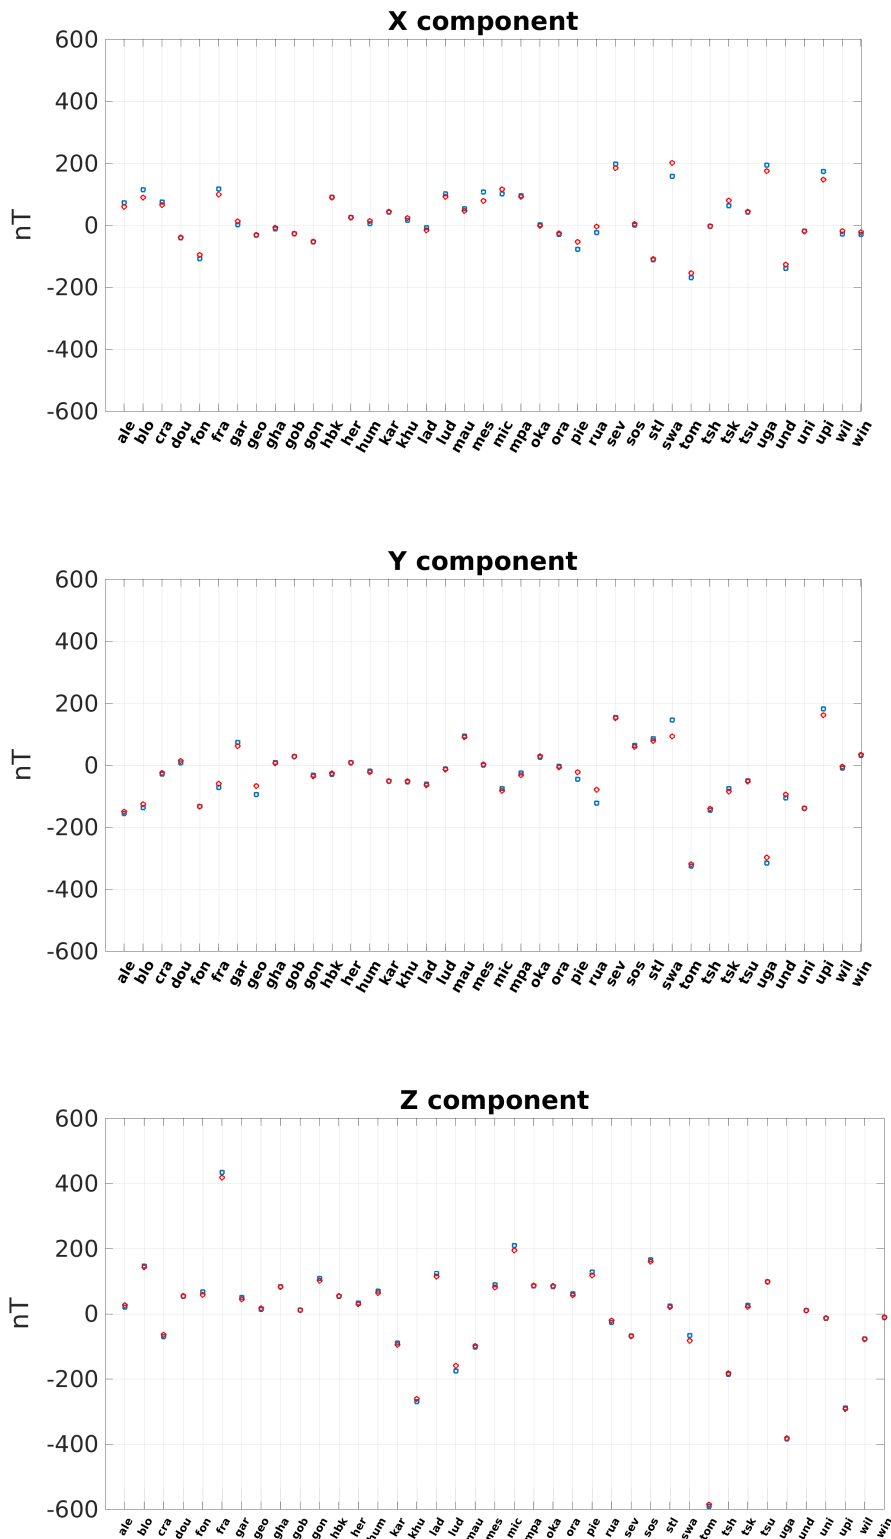 X component
600
400
200
0
-200
-400
-600
nT
ale blo cra dou fon fra gar geo gha gob gon hbk her hum kar khu lad lud mau mes mic mpa oka ora pie rua sev sos stl swa tom tsh tsk tsu uga und uni upi wil win
Y component
600
400
200
0
-200
-400
-600
nT
ale blo cra dou fon fra gar geo gha gob gon hbk her hum kar khu lad lud mau mes mic mpa oka ora pie rua sev sos stl swa tom tsh tsk tsu uga und uni upi wil win
Z component
600
400
200
0
-200
-400
-600
nT
ale blo cra dou fon fra gar geo gha gob gon hbk her hum kar khu lad lud mau mes mic mpa oka ora pie rua sev sos stl swa tom tsh tsk tsu uga und uni upi wil win